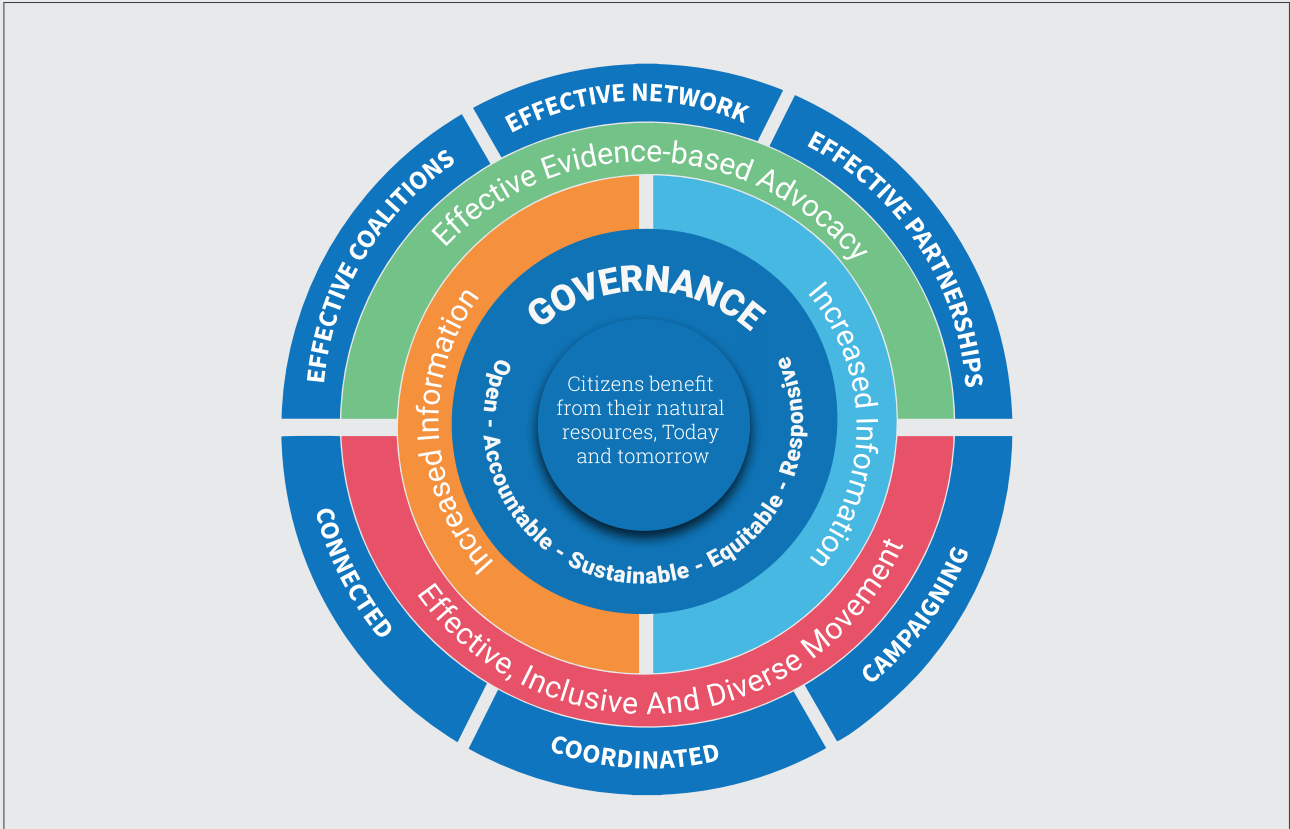 EFFECTIVE COALITIONS
EFFECTIVE NETWORK
EFFECTIVE PARTNERSHIPS
Effective Evidence-based Advocacy
Increased Information
Increased Information
GOVERNANCE
Open - Accountable - Sustainable - Equitable - Responsive
Citizens benefit
from their natural
resources, Today
and tomorrow
Effective, Inclusive And Diverse Movement
CONNECTED
COORDINATED
CAMPAIGNING